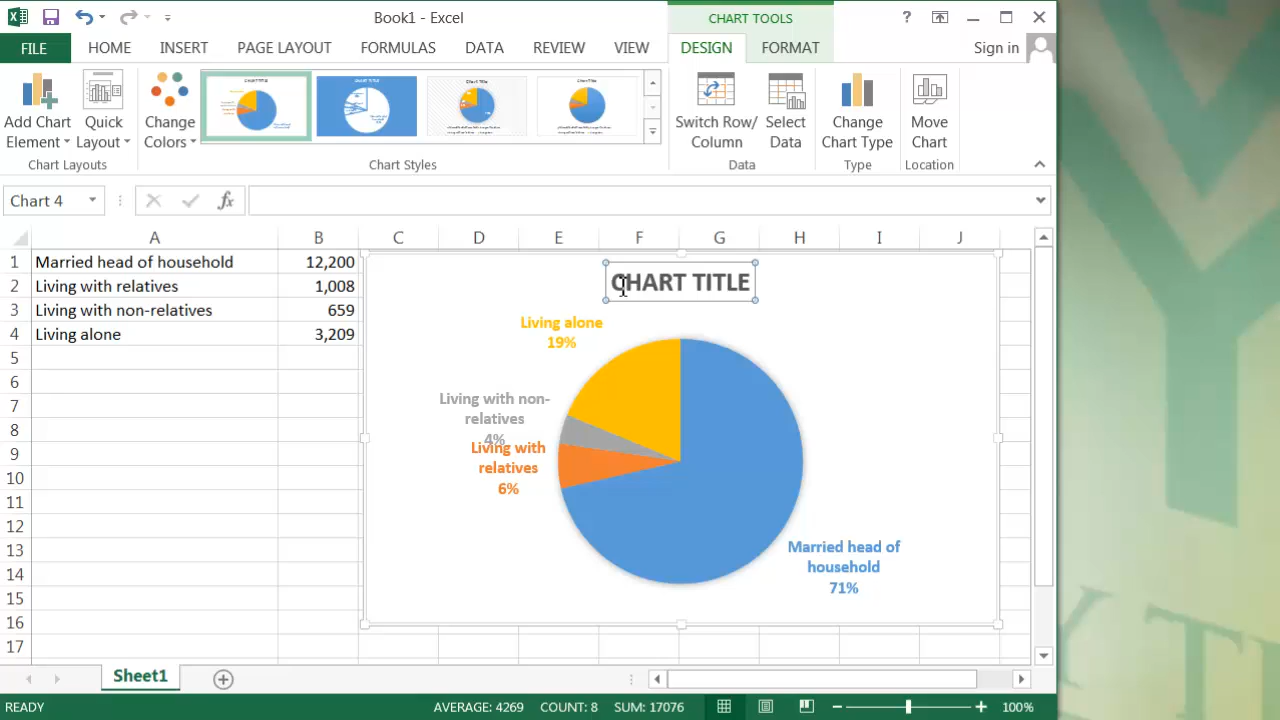 Book1 - Excel
CHART TOOLS
?
FILE
HOME
INSERT
PAGE LAYOUT
FORMULAS
DATA
REVIEW
VIEW
DESIGN
FORMAT
Sign in
Add Chart
Element
Quick
Layout
Change
Colors
Switch Row/
Column
Select
Data
Change
Chart Type
Move
Chart
Chart Layouts
Chart Styles
Data
Type
Location
Chart 4
fx
A B C D E F G H I J
1 Married head of household 12,200
2 Living with relatives 1,008
3 Living with non-relatives 659
4 Living alone 3,209
5
6
7
8
9
10
11
12
13
14
15
16
17
CHART TITLE
Living alone
19%
Living with non-
relatives
4%
Living with
relatives
6%
Married head of
household
71%
Sheet1
READY
AVERAGE: 4269 COUNT: 8 SUM: 17076
100%